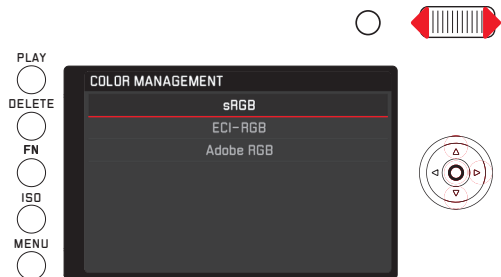 PLAY
DELETE
FN
ISO
MENU
COLOR MANAGEMENT
sRGB
ECI-RGB
Adobe RGB